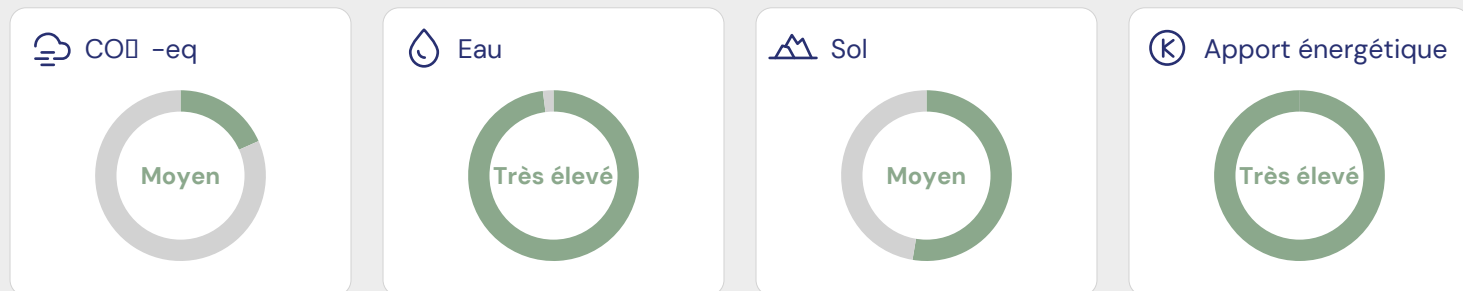 CO▯ -eq
Moyen
Eau
Très élevé
Sol
Moyen
Apport énergétique
Très élevé